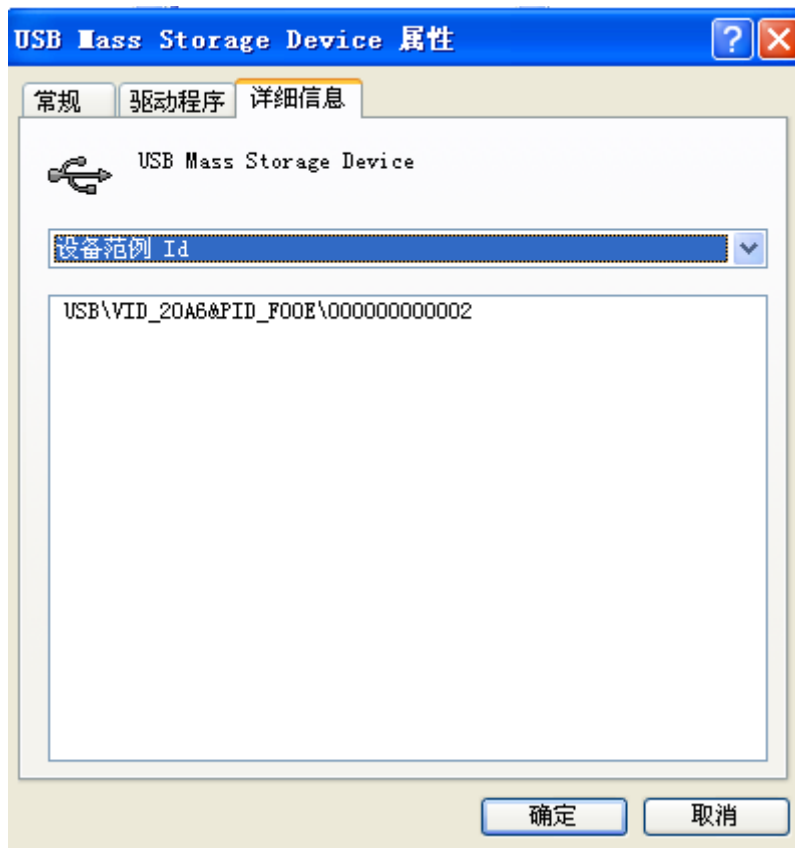 USB Mass Storage Device 属性
常规 驱动程序 详细信息
USB Mass Storage Device
设备范例 Id
USB\VID_20A6&PID_F00E\000000000002
确定 取消